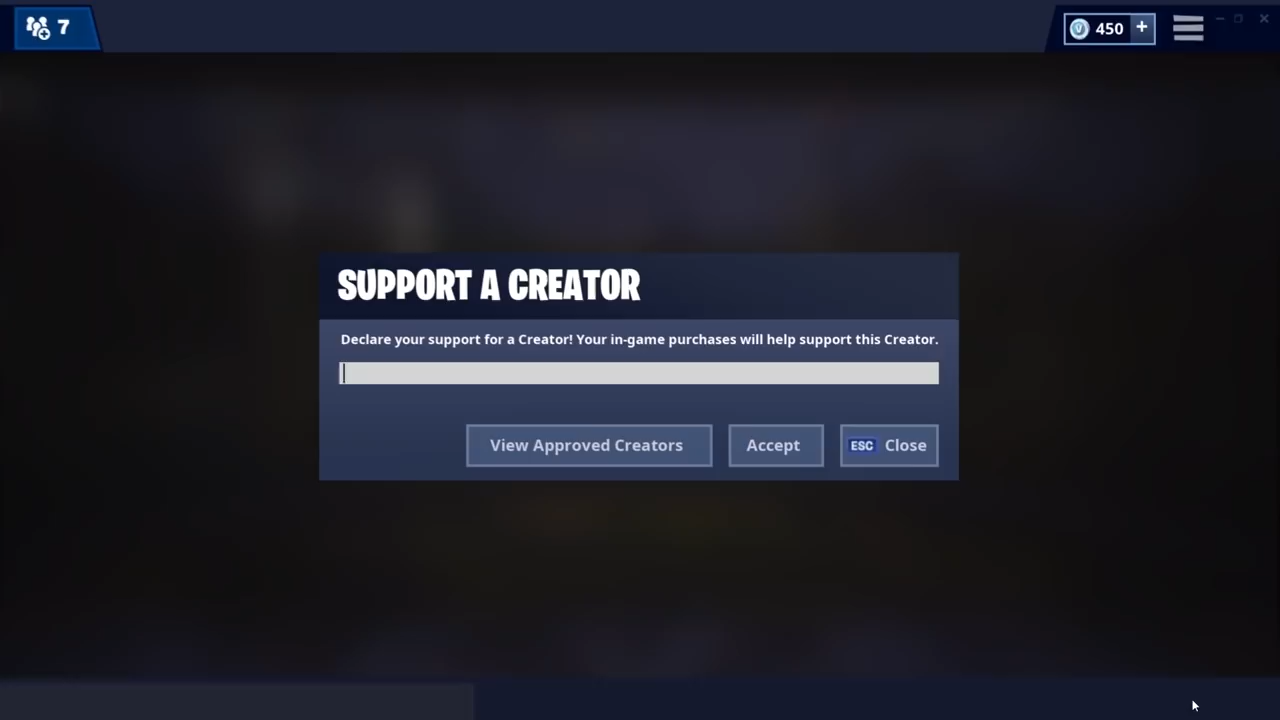 7
450 +
SUPPORT A CREATOR
Declare your support for a Creator! Your in-game purchases will help support this Creator.
View Approved Creators
Accept
ESC Close